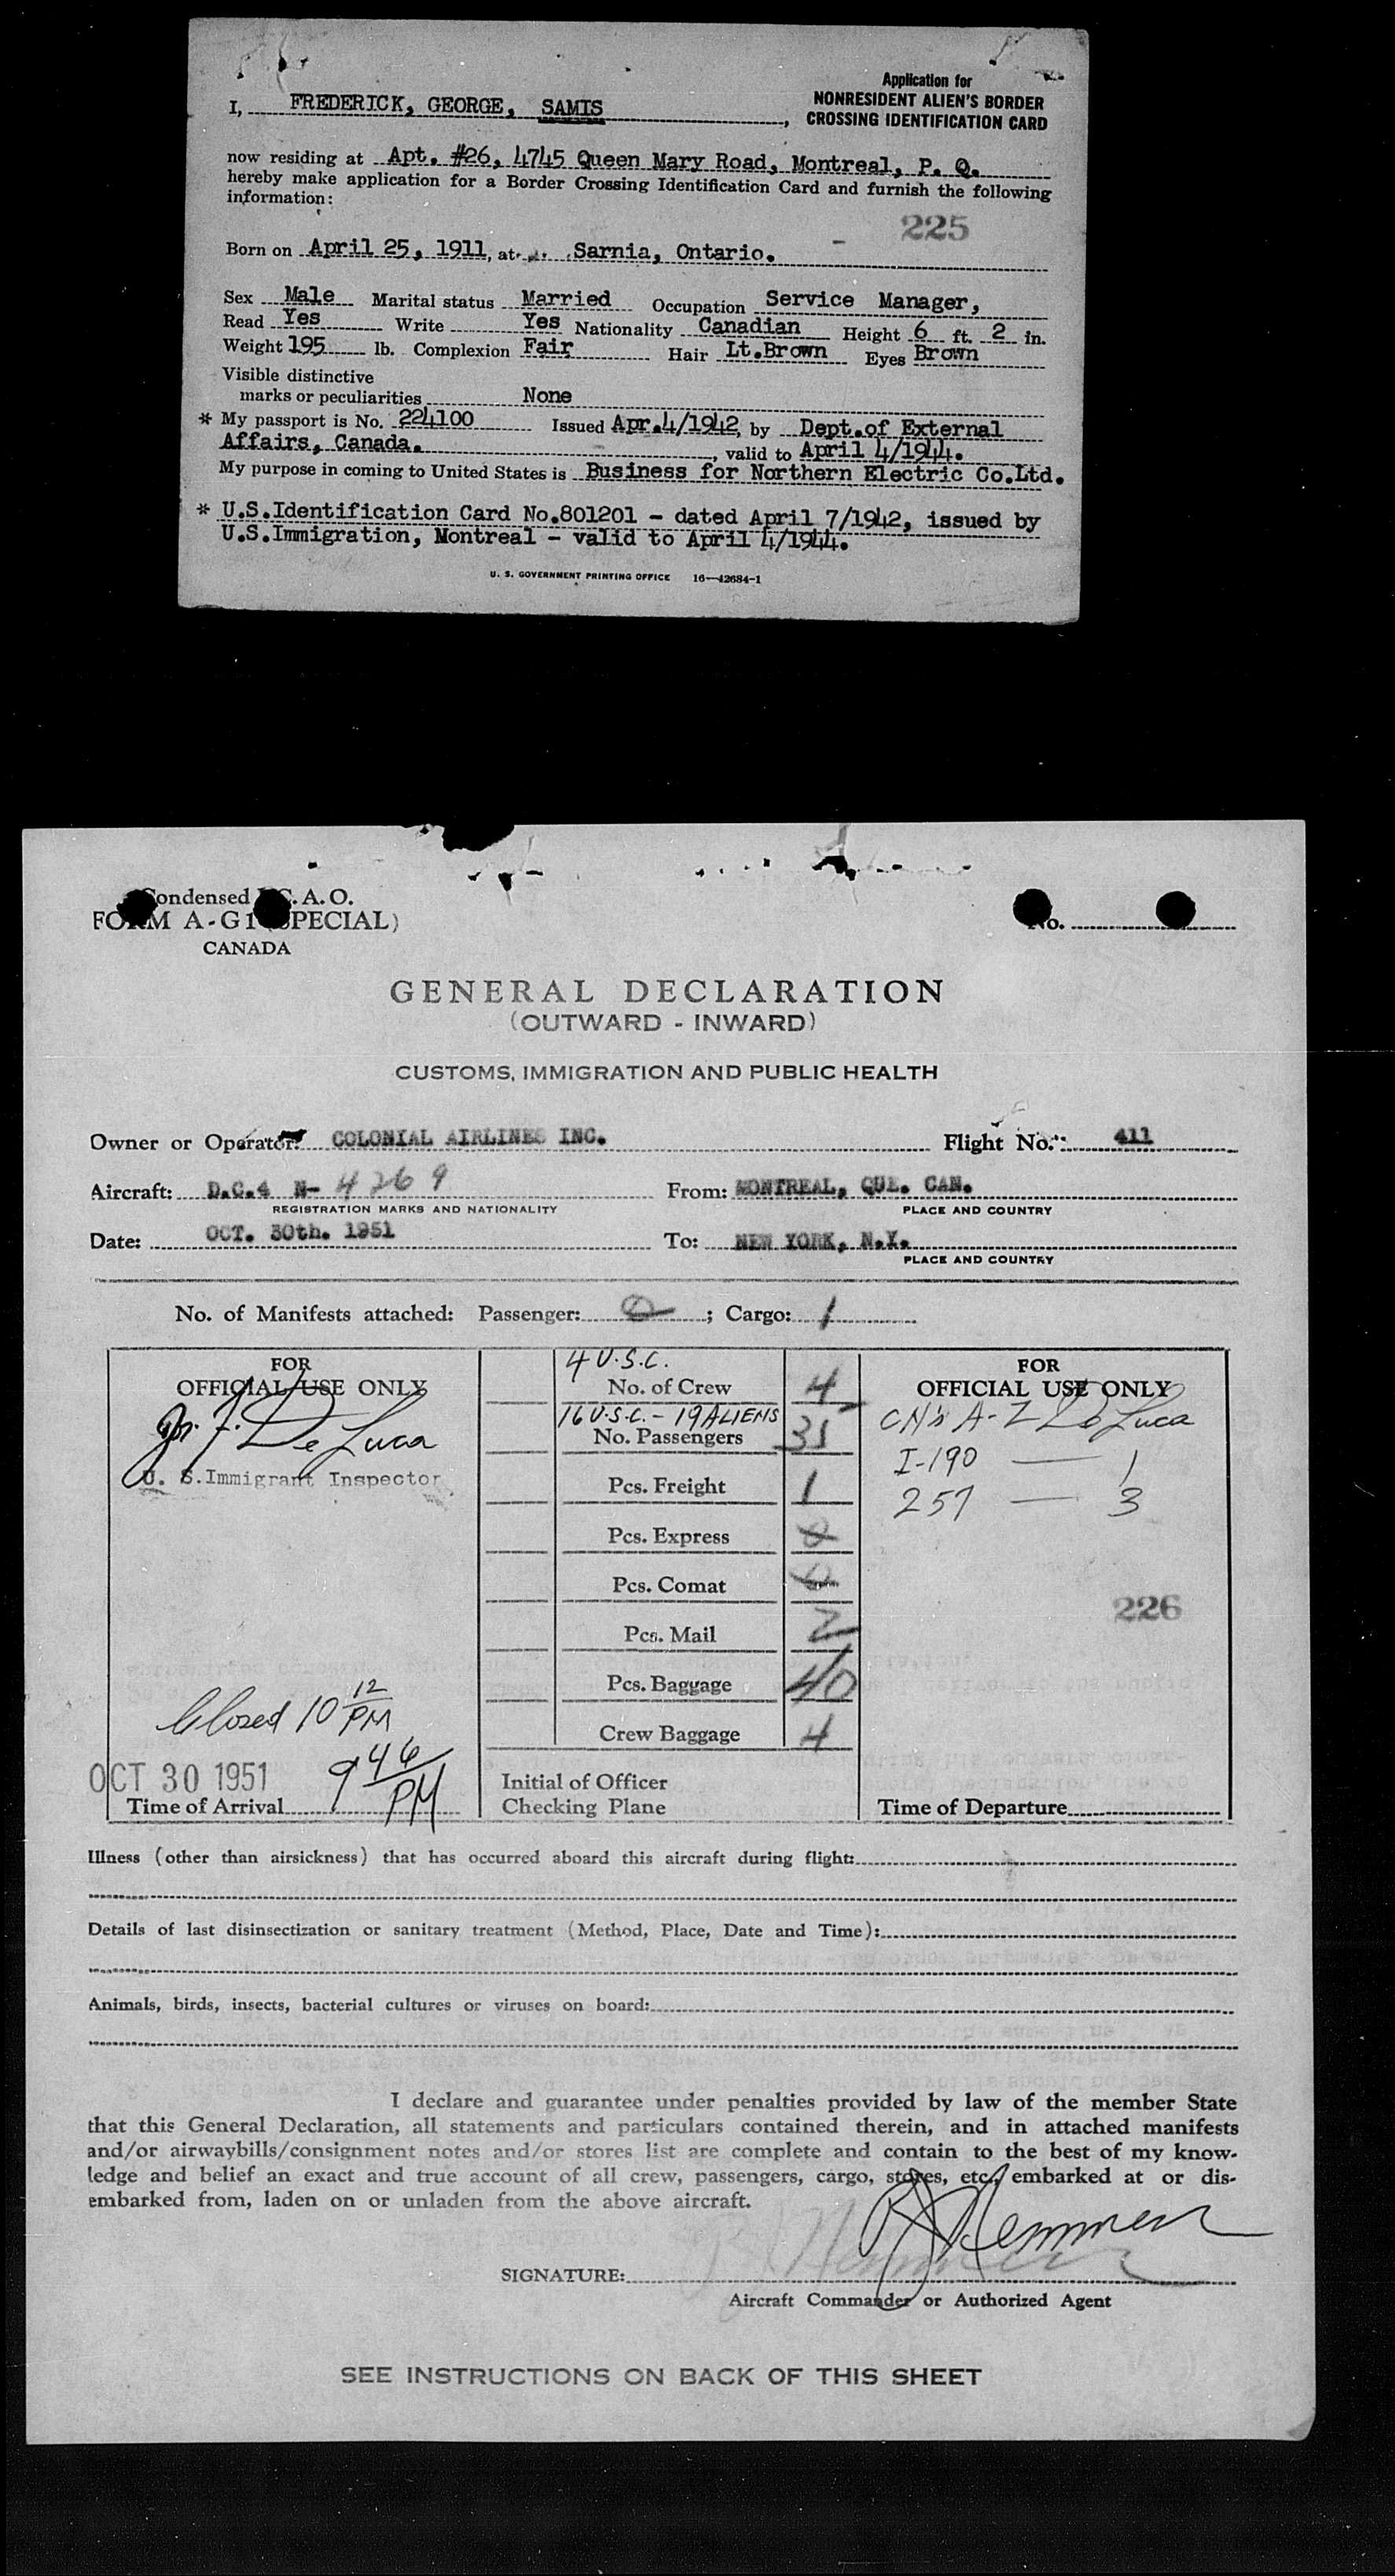 Application for
NONRESIDENT ALIEN'S BORDER
CROSSING IDENTIFICATION CARD
I, FREDERICK, GEORGE, SAMIS,
now residing at Apt. #26, 4745 Queen Mary Road, Montreal, P. Q.
hereby make application for a Border Crossing Identification Card and furnish the following
information:
225
Born on April 25, 1911, at Sarnia, Ontario.
Sex Male Marital status Married Occupation Service Manager,
Read Yes Write Yes Nationality Canadian Height 6 ft. 2 in.
Weight 195 lb. Complexion Fair Hair Lt.Brown Eyes Brown
Visible distinctive
marks or peculiarities None
* My passport is No. 224100 Issued Apr.4/1942, by Dept.of External
Affairs, Canada., valid to April 4/1944.
My purpose in coming to United States is Business for Northern Electric Co.Ltd.
* U.S.Identification Card No.801201 - dated April 7/1942, issued by
U.S.Immigration, Montreal - valid to April 4/1944.
U. S. GOVERNMENT PRINTING OFFICE 16—42684-1
Condensed I.C.A.O.
FORM A-G1 (SPECIAL)
CANADA
No.
GENERAL DECLARATION
(OUTWARD - INWARD)
CUSTOMS, IMMIGRATION AND PUBLIC HEALTH
Owner or Operator: COLONIAL AIRLINES INC. Flight No.: 411
Aircraft: D.C.4 N- 4269 From: MONTREAL, QUE. CAN.
REGISTRATION MARKS AND NATIONALITY PLACE AND COUNTRY
Date: OCT. 30th. 1951 To: NEW YORK, N.Y.
PLACE AND COUNTRY
No. of Manifests attached: Passenger: 0; Cargo: 1
FOR
OFFICIAL USE ONLY
De Luca
U. S.Immigrant Inspector
Closed 10 12 PM
OCT 30 1951 9 46 PM
Time of Arrival
4 U.S.C.
No. of Crew 4
16 U.S.C. - 19 ALIENS
No. Passengers 35
Pcs. Freight 1
Pcs. Express 0
Pcs. Comat 0
Pcs. Mail 2
Pcs. Baggage 40
Crew Baggage 4
Initial of Officer
Checking Plane
FOR
OFFICIAL USE ONLY
CN's A-Z De Luca
I-190 — 1
257 — 3
226
Time of Departure
Illness (other than airsickness) that has occurred aboard this aircraft during flight:
Details of last disinsectization or sanitary treatment (Method, Place, Date and Time):
Animals, birds, insects, bacterial cultures or viruses on board:
I declare and guarantee under penalties provided by law of the member State
that this General Declaration, all statements and particulars contained therein, and in attached manifests
and/or airwaybills/consignment notes and/or stores list are complete and contain to the best of my know-
ledge and belief an exact and true account of all crew, passengers, cargo, stores, etc., embarked at or dis-
embarked from, laden on or unladen from the above aircraft.
SIGNATURE:
Aircraft Commander or Authorized Agent
SEE INSTRUCTIONS ON BACK OF THIS SHEET